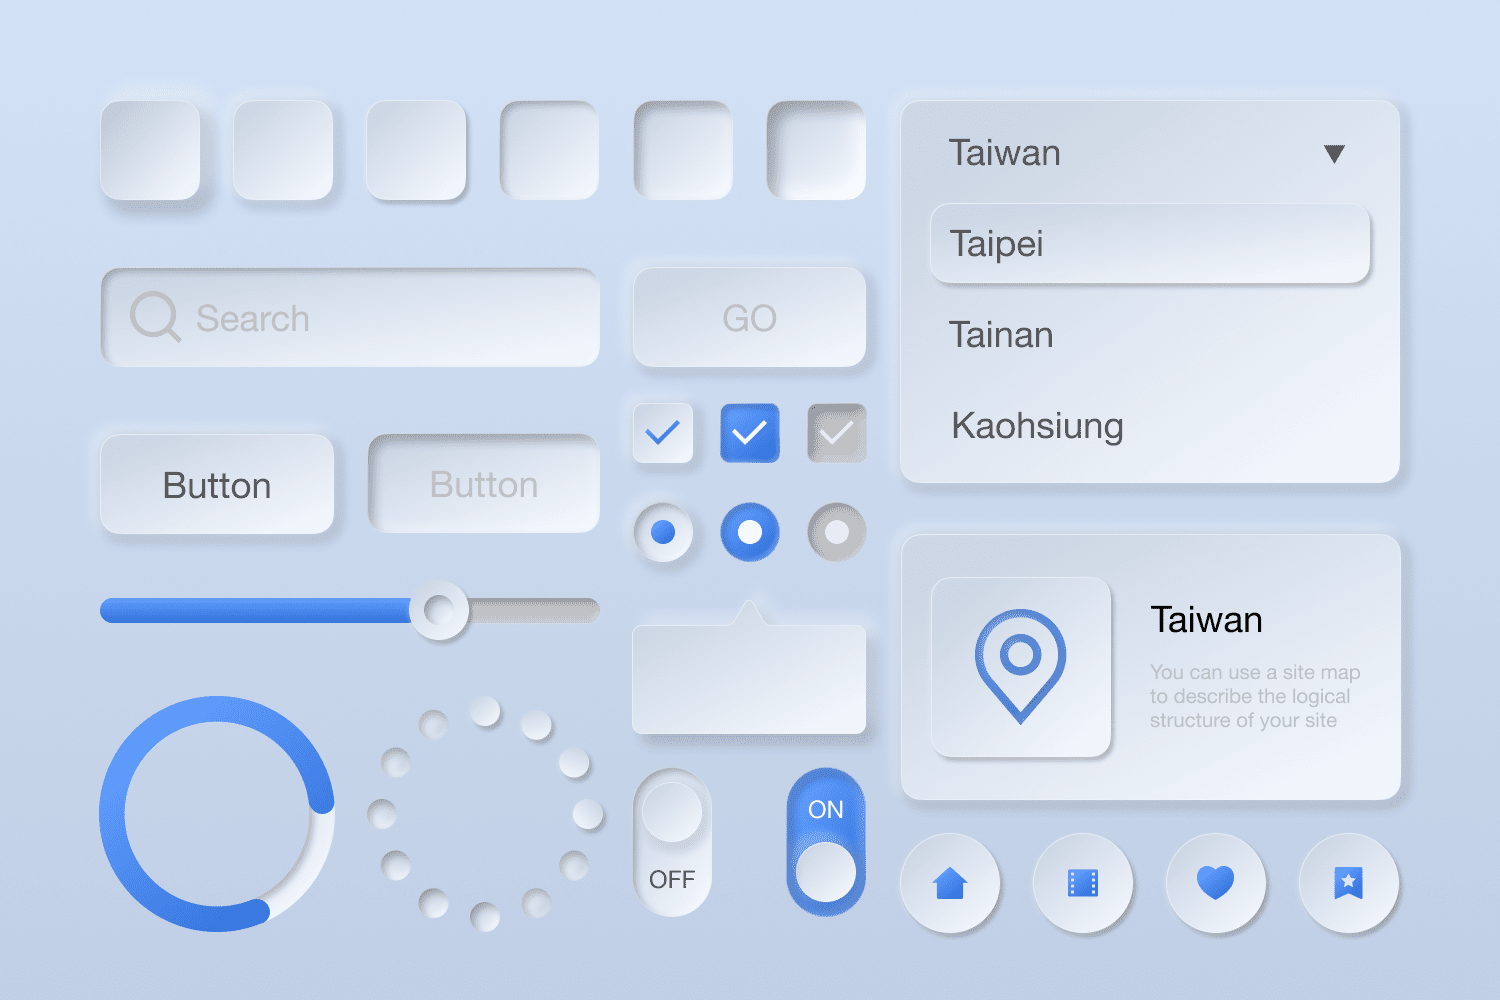 Search
GO
Button
Button
OFF
ON
Taiwan
Taipei
Tainan
Kaohsiung
Taiwan
You can use a site map
to describe the logical
structure of your site